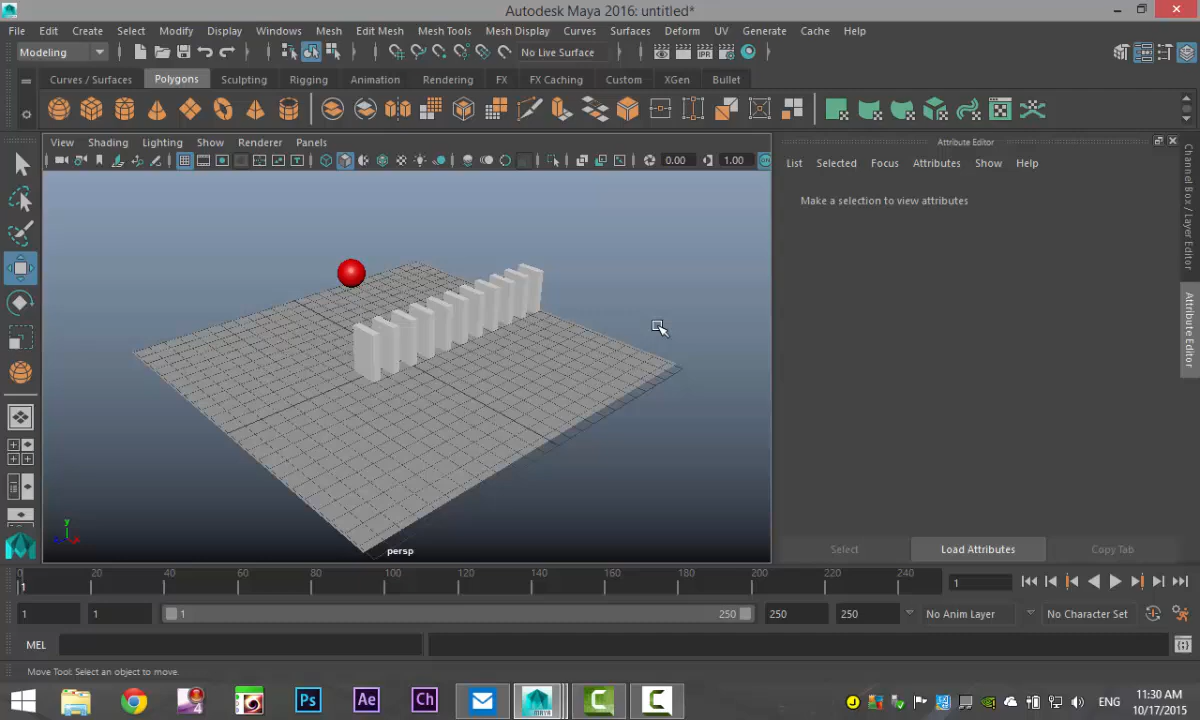 Autodesk Maya 2016: untitled*
File Edit Create Select Modify Display Windows Mesh Edit Mesh Mesh Tools Mesh Display Curves Surfaces Deform UV Generate Cache Help
Modeling No Live Surface
Curves / Surfaces Polygons Sculpting Rigging Animation Rendering FX FX Caching Custom XGen Bullet
IPR
View Shading Lighting Show Renderer Panels
Attribute Editor
0.00 1.00
List Selected Focus Attributes Show Help
Make a selection to view attributes
Channel Box / Layer Editor
Attribute Editor
y
persp
Select Load Attributes Copy Tab
1 20 40 60 80 100 120 140 160 180 200 220 240 1
1 1 1 250 250 250 No Anim Layer No Character Set
MEL
Move Tool: Select an object to move.
4 Ps Ae Ch MAYA C C ENG
11:30 AM
10/17/2015